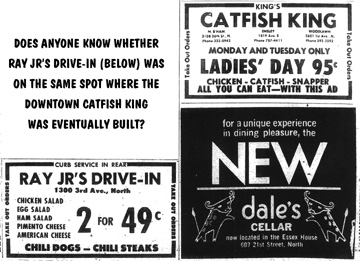 DOES ANYONE KNOW WHETHER
RAY JR'S DRIVE-IN (BELOW) WAS
ON THE SAME SPOT WHERE THE
DOWNTOWN CATFISH KING
WAS EVENTUALLY BUILT?
CURB SERVICE IN REAR
RAY JR'S DRIVE-IN
1300 3rd Ave., North
TAKE OUT ORDERS
CHICKEN SALAD
EGG SALAD
HAM SALAD
PIMENTO CHEESE
AMERICAN CHEESE
2 FOR 49¢
TAKE OUT ORDERS
CHILI DOGS - CHILI STEAKS
KING'S
CATFISH KING
Take Out Orders
ENSLEY
WOODLAWN
MONDAY AND TUESDAY ONLY
LADIES' DAY 95¢
CHICKEN - CATFISH - SNAPPER
ALL YOU CAN EAT—WITH THIS AD
Take Out Orders
for a unique experience
in dining pleasure, the
NEW
dale's
CELLAR
now located in the Essex House
607 21st Street, North